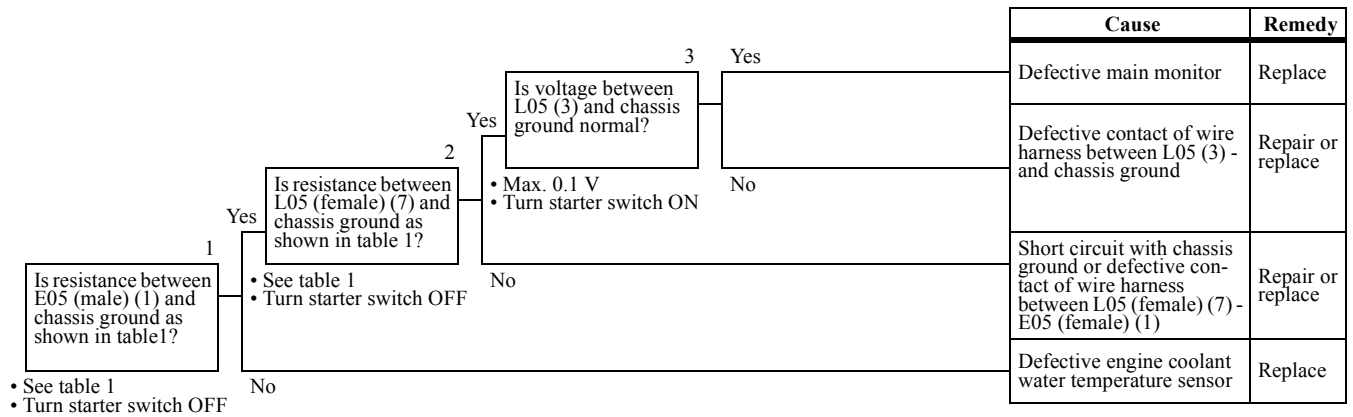 Cause
Remedy
3
Yes
Is voltage between
L05 (3) and chassis
ground normal?
Defective main monitor
Replace
Yes
2
• Max. 0.1 V
• Turn starter switch ON
No
Defective contact of wire
harness between L05 (3) -
and chassis ground
Repair or
replace
Is resistance between
L05 (female) (7) and
chassis ground as
shown in table 1?
Yes
1
• See table 1
• Turn starter switch OFF
No
Short circuit with chassis
ground or defective con-
tact of wire harness
between L05 (female) (7) -
E05 (female) (1)
Repair or
replace
Is resistance between
E05 (male) (1) and
chassis ground as
shown in table1?
• See table 1
• Turn starter switch OFF
No
Defective engine coolant
water temperature sensor
Replace